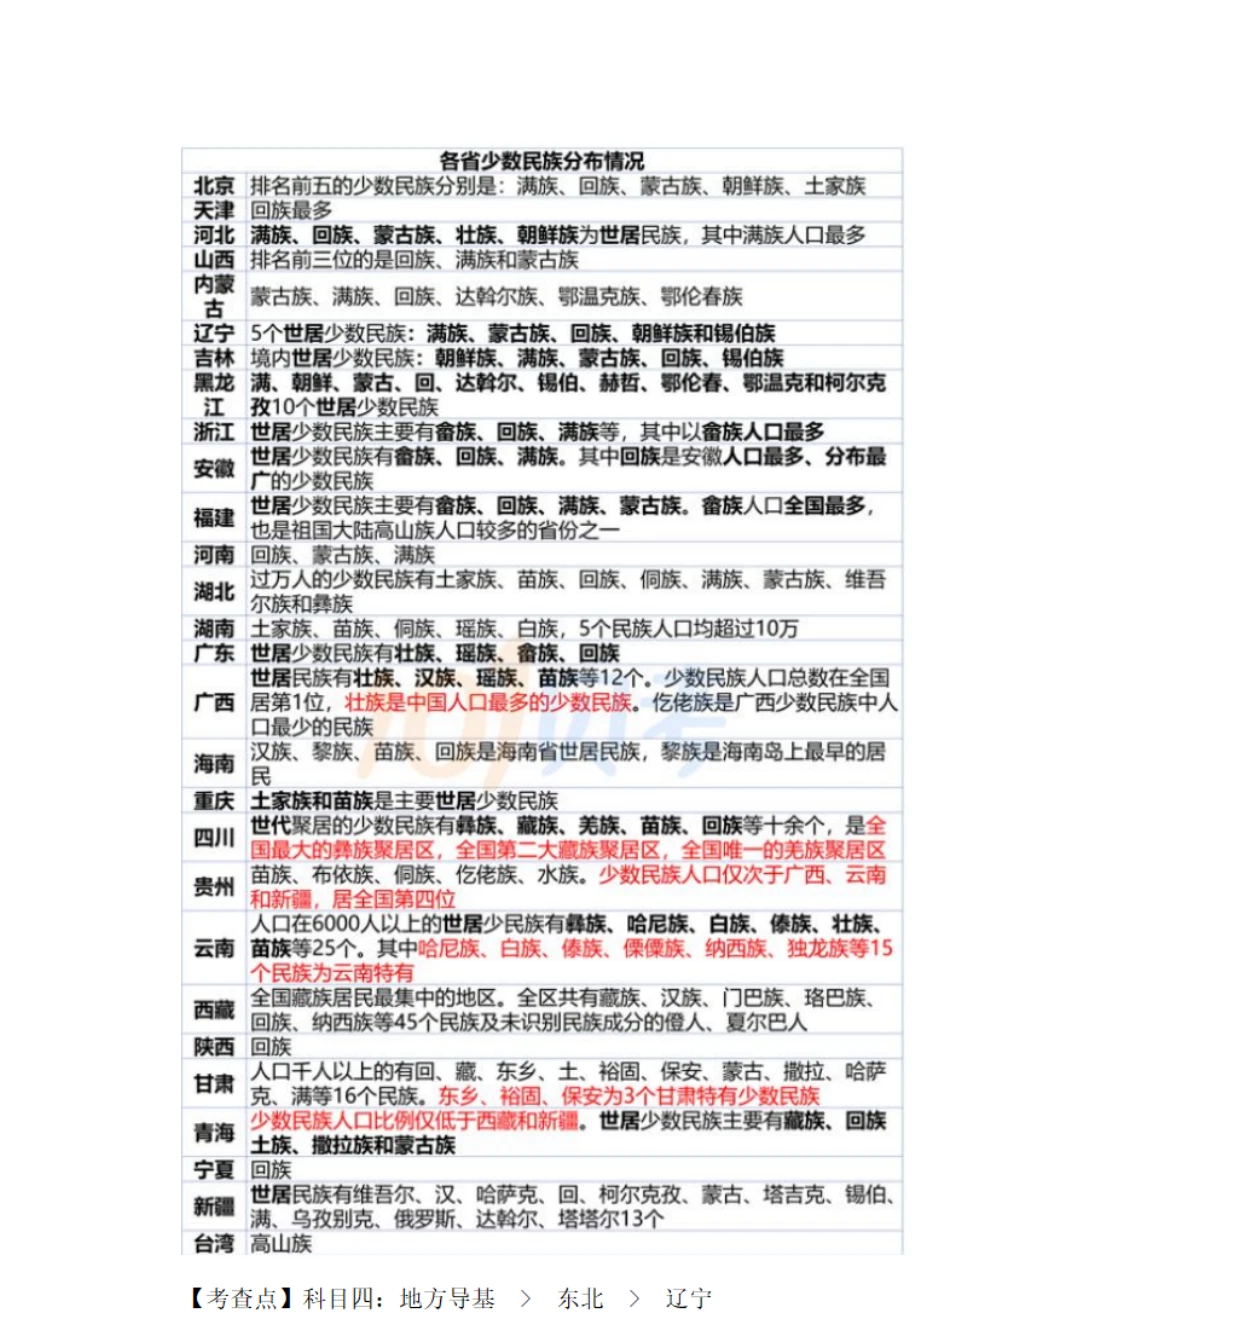 各省少数民族分布情况
北京 排名前五的少数民族分别是：满族、回族、蒙古族、朝鲜族、土家族
天津 回族最多
河北 满族、回族、蒙古族、壮族、朝鲜族为世居民族，其中满族人口最多
山西 排名前三位的是回族、满族和蒙古族
内蒙
古
蒙古族、满族、回族、达斡尔族、鄂温克族、鄂伦春族
辽宁 5个世居少数民族：满族、蒙古族、回族、朝鲜族和锡伯族
吉林 境内世居少数民族：朝鲜族、满族、蒙古族、回族、锡伯族
黑龙
江
满、朝鲜、蒙古、回、达斡尔、锡伯、赫哲、鄂伦春、鄂温克和柯尔克
孜10个世居少数民族
浙江 世居少数民族主要有畲族、回族、满族等，其中以畲族人口最多
安徽
世居少数民族有畲族、回族、满族。其中回族是安徽人口最多、分布最
广的少数民族
福建
世居少数民族主要有畲族、回族、满族、蒙古族。畲族人口全国最多，
也是祖国大陆高山族人口较多的省份之一
河南 回族、蒙古族、满族
湖北
过万人的少数民族有土家族、苗族、回族、侗族、满族、蒙古族、维吾
尔族和彝族
湖南 土家族、苗族、侗族、瑶族、白族，5个民族人口均超过10万
广东 世居少数民族有壮族、瑶族、畲族、回族
广西
世居民族有壮族、汉族、瑶族、苗族等12个。少数民族人口总数在全国
居第1位，壮族是中国人口最多的少数民族。仫佬族是广西少数民族中人
口最少的民族
海南
汉族、黎族、苗族、回族是海南省世居民族，黎族是海南岛上最早的居
民
重庆 土家族和苗族是主要世居少数民族
四川
世代聚居的少数民族有彝族、藏族、羌族、苗族、回族等十余个，是全
国最大的彝族聚居区，全国第二大藏族聚居区，全国唯一的羌族聚居区
贵州
苗族、布依族、侗族、仡佬族、水族。少数民族人口仅次于广西、云南
和新疆，居全国第四位
云南
人口在6000人以上的世居少民族有彝族、哈尼族、白族、傣族、壮族、
苗族等25个。其中哈尼族、白族、傣族、傈僳族、纳西族、独龙族等15
个民族为云南特有
西藏
全国藏族居民最集中的地区。全区共有藏族、汉族、门巴族、珞巴族、
回族、纳西族等45个民族及未识别民族成分的僜人、夏尔巴人
陕西 回族
甘肃
人口千人以上的有回、藏、东乡、土、裕固、保安、蒙古、撒拉、哈萨
克、满等16个民族。东乡、裕固、保安为3个甘肃特有少数民族
青海
少数民族人口比例仅低于西藏和新疆。世居少数民族主要有藏族、回族
土族、撒拉族和蒙古族
宁夏 回族
新疆
世居民族有维吾尔、汉、哈萨克、回、柯尔克孜、蒙古、塔吉克、锡伯、
满、乌孜别克、俄罗斯、达斡尔、塔塔尔13个
台湾 高山族
【考查点】科目四：地方导基 > 东北 > 辽宁